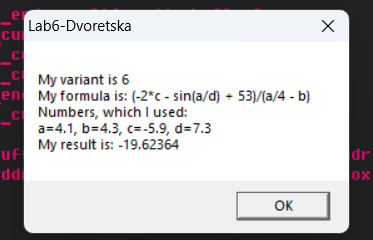 Lab6-Dvoretska
My variant is 6
My formula is: (-2*c - sin(a/d) + 53)/(a/4 - b)
Numbers, which I used:
a=4.1, b=4.3, c=-5.9, d=7.3
My result is: -19.62364
OK